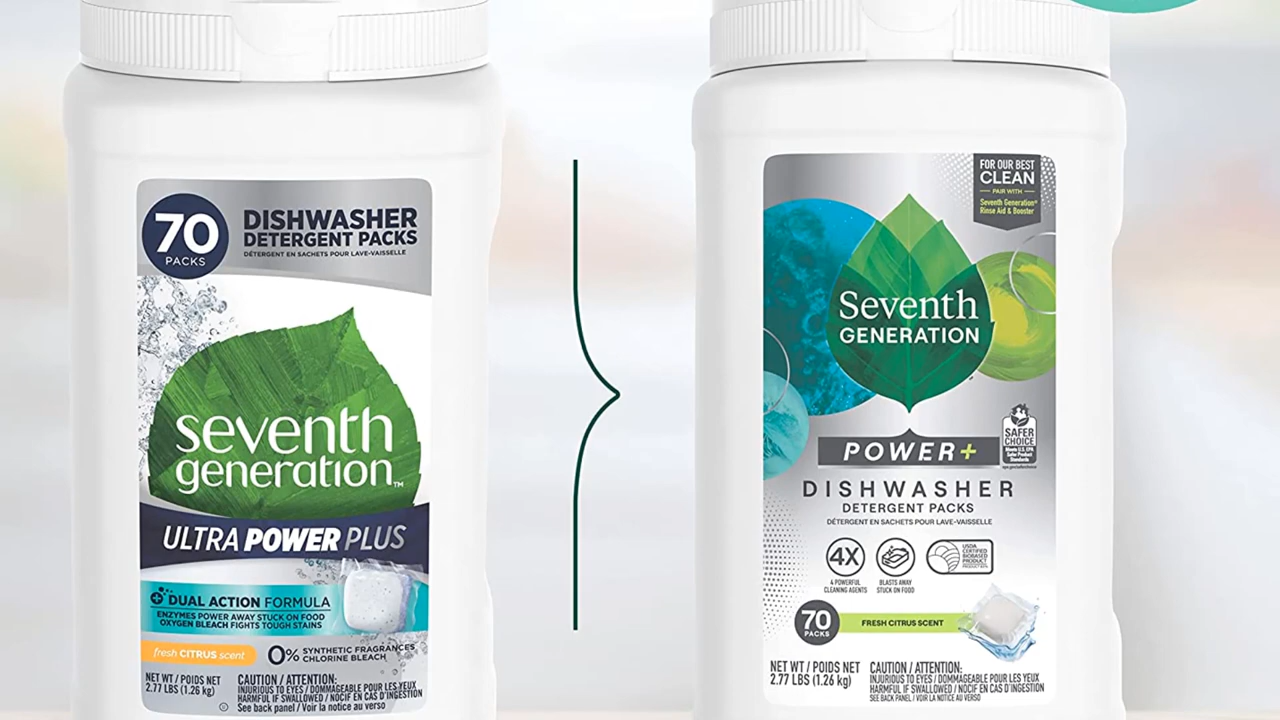 70
PACKS
DISHWASHER
DETERGENT PACKS
DÉTERGENT EN SACHETS POUR LAVE-VAISSELLE
seventh
generation™
ULTRA POWER PLUS
DUAL ACTION FORMULA
ENZYMES POWER AWAY STUCK ON FOOD
OXYGEN BLEACH FIGHTS TOUGH STAINS
fresh CITRUS scent
0% SYNTHETIC FRAGRANCES
CHLORINE BLEACH
NET WT / POIDS NET
2.77 LBS (1.26 kg)
CAUTION / ATTENTION:
INJURIOUS TO EYES / DOMMAGEABLE POUR LES YEUX
HARMFUL IF SWALLOWED / NOCIF EN CAS D'INGESTION
See back panel / Voir la notice au verso
FOR OUR BEST
CLEAN
PAIR WITH
Seventh Generation®
Rinse Aid & Booster
Seventh
GENERATION
POWER+
SAFER
CHOICE
Meets U.S. EPA
Safer Product
Standards
DISHWASHER
DETERGENT PACKS
DÉTERGENT EN SACHETS POUR LAVE-VAISSELLE
4X
4 POWERFUL
CLEANING AGENTS
BLASTS AWAY
STUCK ON FOOD
USDA
CERTIFIED
BIOBASED
PRODUCT
70
PACKS
FRESH CITRUS SCENT
NET WT / POIDS NET
2.77 LBS (1.26 kg)
CAUTION / ATTENTION:
INJURIOUS TO EYES / DOMMAGEABLE POUR LES YEUX
HARMFUL IF SWALLOWED / NOCIF EN CAS D'INGESTION
SEE BACK PANEL / VOIR LA NOTICE AU VERSO